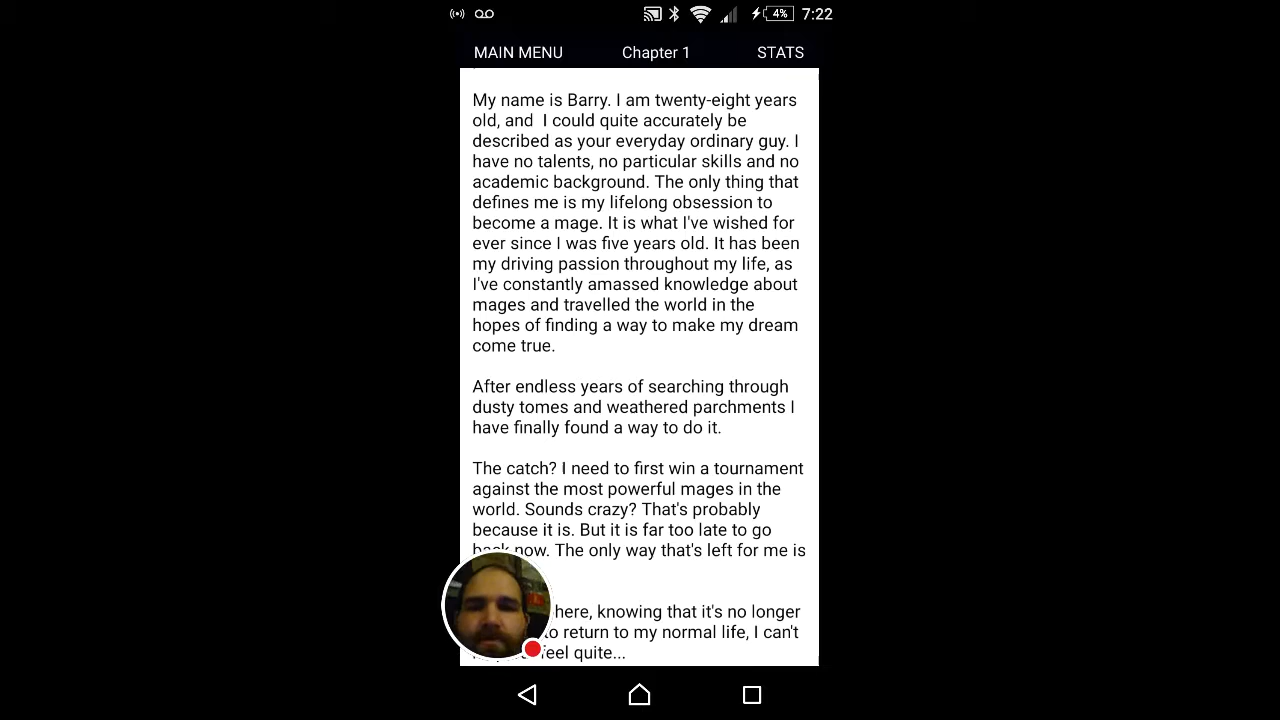 4% 7:22
MAIN MENU Chapter 1 STATS
My name is Barry. I am twenty-eight years
old, and  I could quite accurately be
described as your everyday ordinary guy. I
have no talents, no particular skills and no
academic background. The only thing that
defines me is my lifelong obsession to
become a mage. It is what I've wished for
ever since I was five years old. It has been
my driving passion throughout my life, as
I've constantly amassed knowledge about
mages and travelled the world in the
hopes of finding a way to make my dream
come true.
After endless years of searching through
dusty tomes and weathered parchments I
have finally found a way to do it.
The catch? I need to first win a tournament
against the most powerful mages in the
world. Sounds crazy? That's probably
because it is. But it is far too late to go
back now. The only way that's left for me is
here, knowing that it's no longer
to return to my normal life, I can't
feel quite...